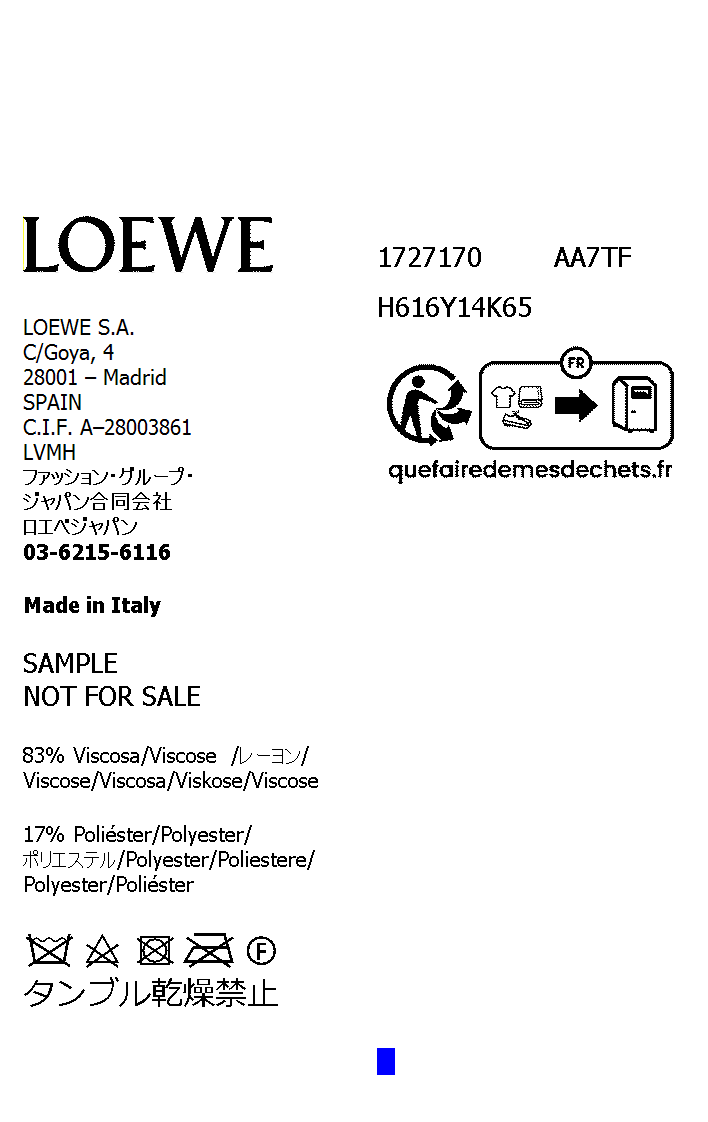 LOEWE
LOEWE S.A.
C/Goya, 4
28001 – Madrid
SPAIN
C.I.F. A–28003861
LVMH
ファッション・グループ・
ジャパン合同会社
ロエベジャパン
03-6215-6116
Made in Italy
SAMPLE
NOT FOR SALE
83% Viscosa/Viscose /レーヨン/
Viscose/Viscosa/Viskose/Viscose
17% Poliéster/Polyester/
ポリエステル/Polyester/Poliestere/
Polyester/Poliéster
F
タンブル乾燥禁止
1727170 AA7TF
H616Y14K65
FR
quefairedemesdechets.fr